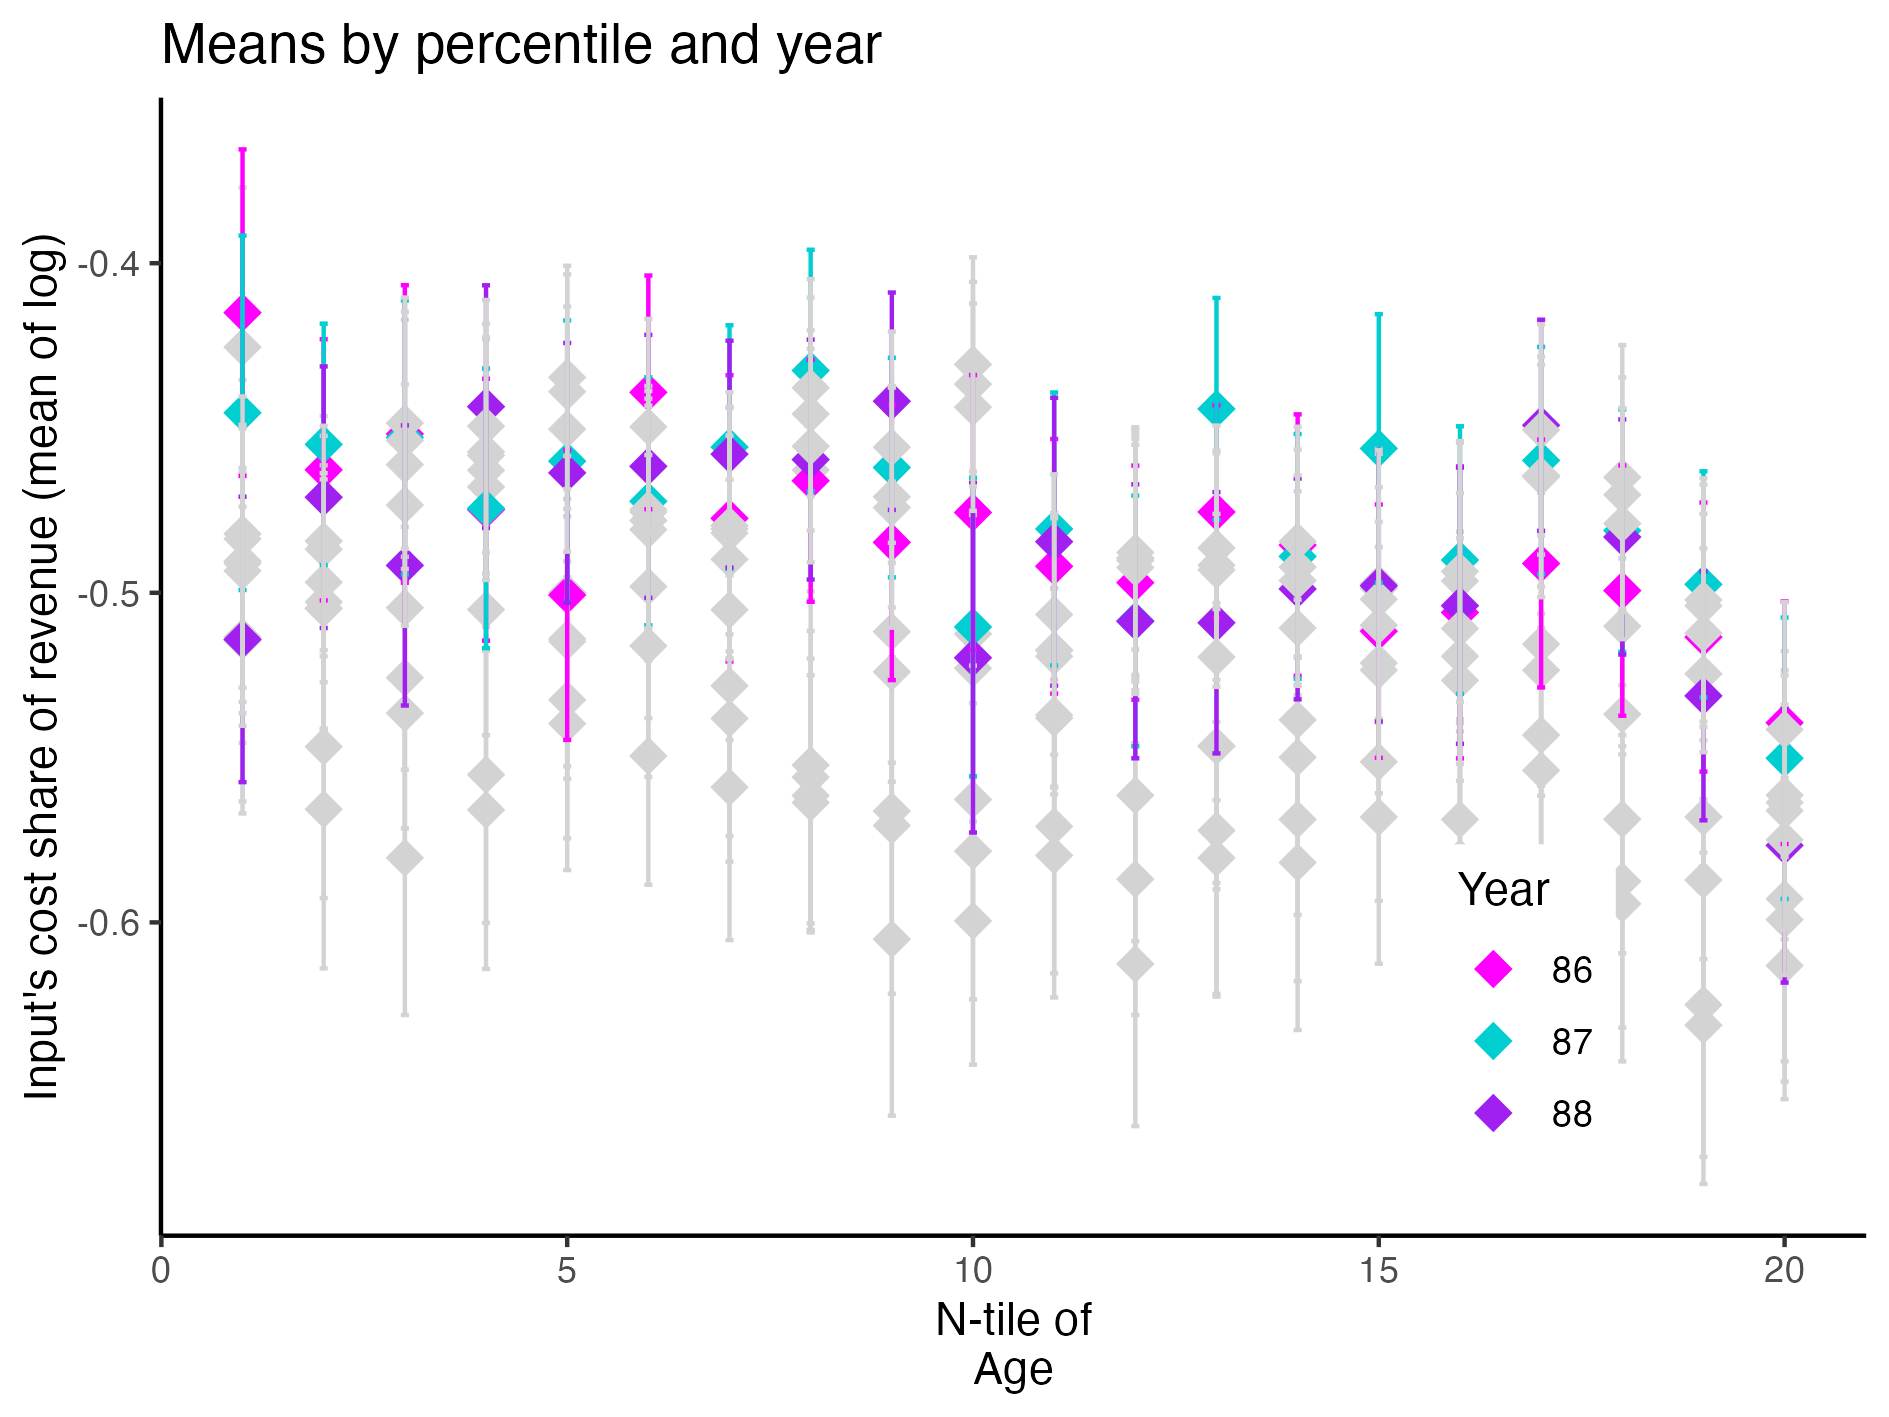 Means by percentile and year
Input's cost share of revenue (mean of log)
-0.4
-0.5
-0.6
0
5
10
15
20
N-tile of
Age
Year
86
87
88